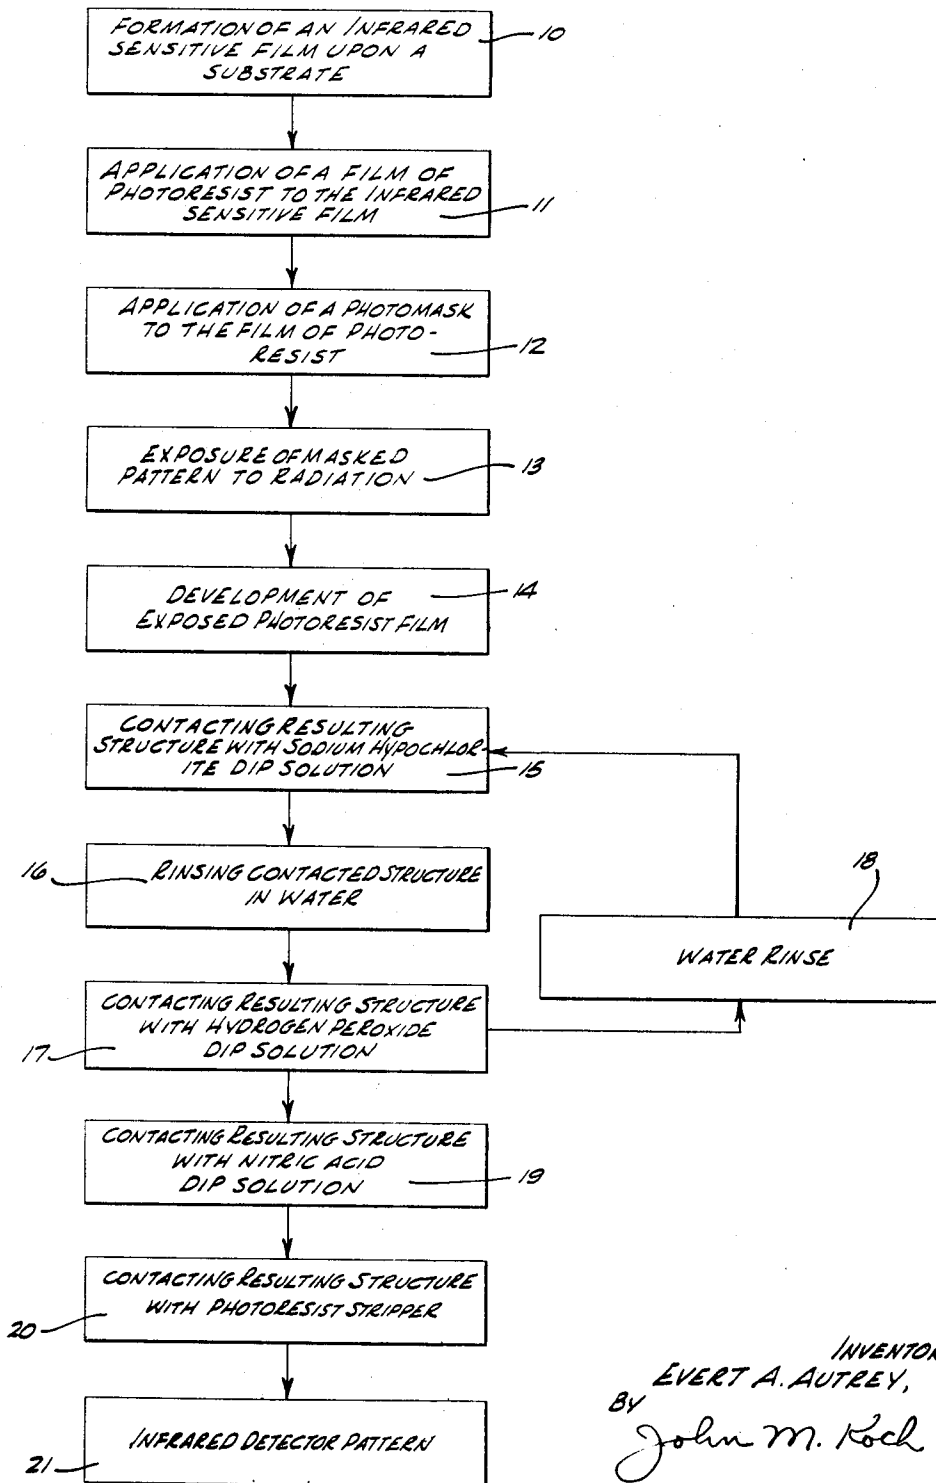 FORMATION OF AN INFRARED
SENSITIVE FILM UPON A
SUBSTRATE
10
APPLICATION OF A FILM OF
PHOTORESIST TO THE INFRARED
SENSITIVE FILM
11
APPLICATION OF A PHOTOMASK
TO THE FILM OF PHOTO-
RESIST
12
EXPOSURE OF MASKED
PATTERN TO RADIATION
13
DEVELOPMENT OF
EXPOSED PHOTORESIST FILM
14
CONTACTING RESULTING
STRUCTURE WITH SODIUM HYPOCHLOR-
ITE DIP SOLUTION
15
16
RINSING CONTACTED STRUCTURE
IN WATER
18
WATER RINSE
CONTACTING RESULTING STRUCTURE
WITH HYDROGEN PEROXIDE
DIP SOLUTION
17
CONTACTING RESULTING STRUCTURE
WITH NITRIC ACID
DIP SOLUTION
19
CONTACTING RESULTING STRUCTURE
WITH PHOTORESIST STRIPPER
20
INFRARED DETECTOR PATTERN
21
INVENTOR
EVERT A. AUTREY,
BY
John M. Koch